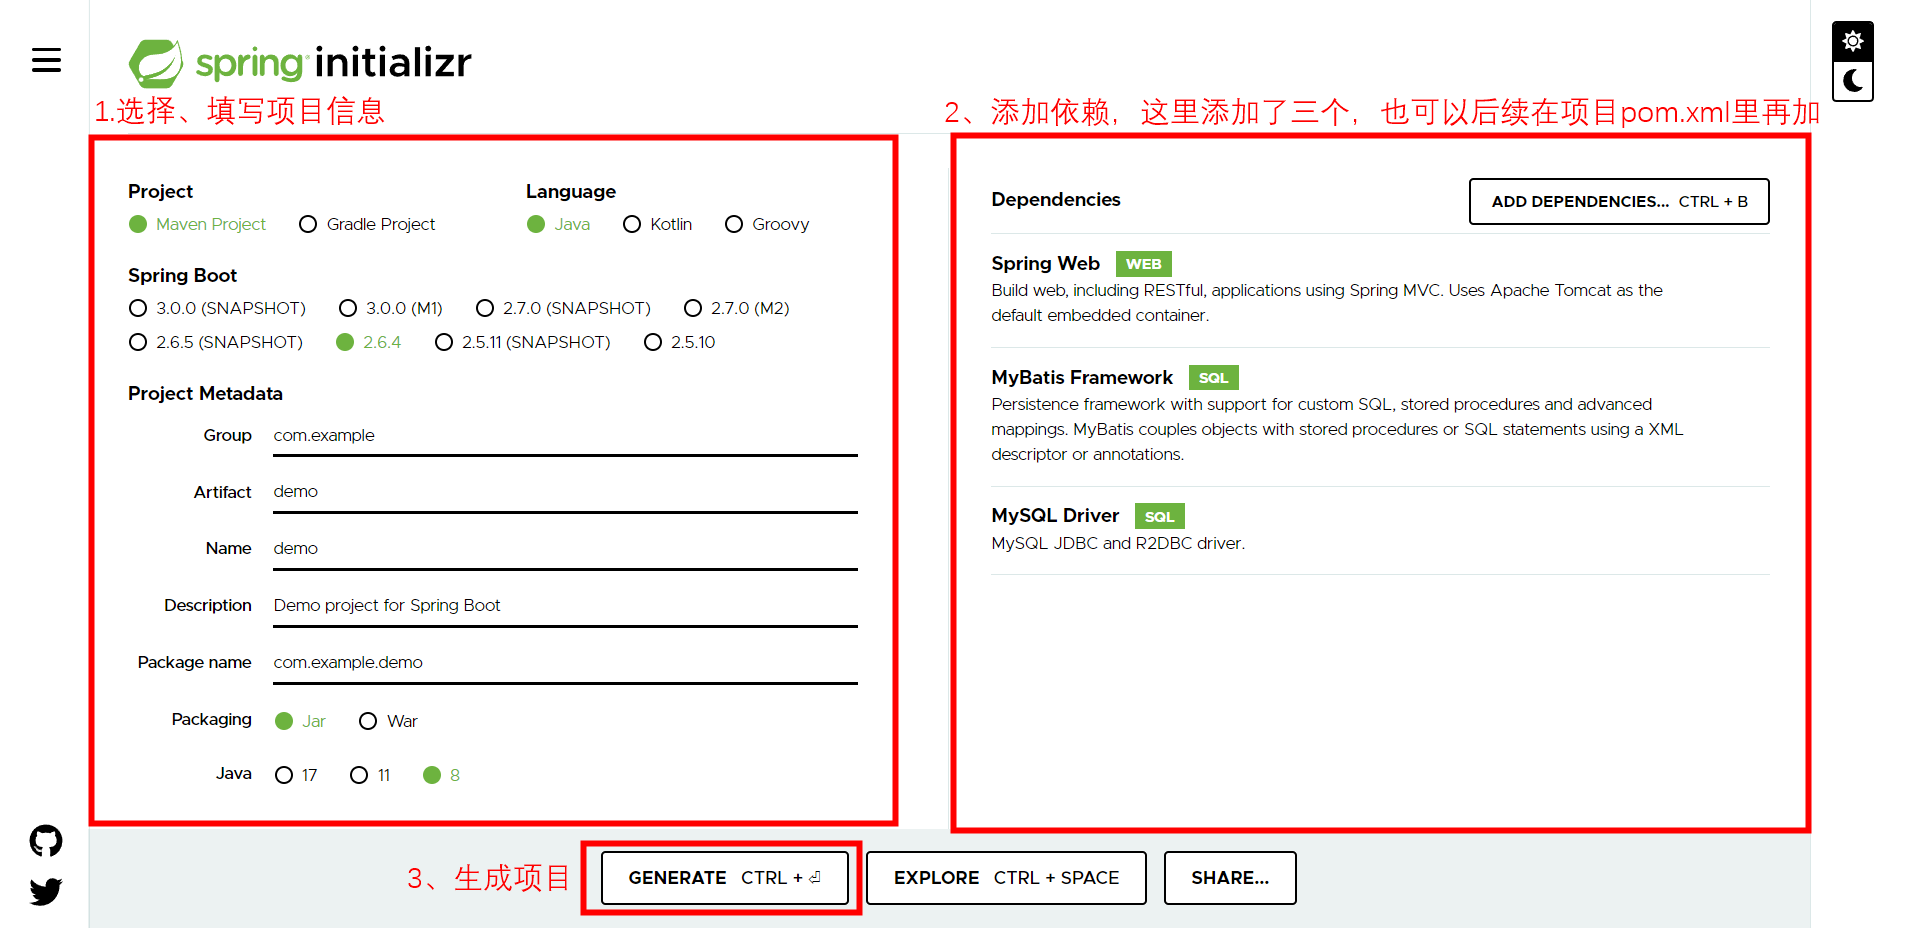 spring initializr
1.选择、填写项目信息
2、添加依赖，这里添加了三个，也可以后续在项目pom.xml里再加
Project
Maven Project Gradle Project
Language
Java Kotlin Groovy
Spring Boot
3.0.0 (SNAPSHOT) 3.0.0 (M1) 2.7.0 (SNAPSHOT) 2.7.0 (M2)
2.6.5 (SNAPSHOT) 2.6.4 2.5.11 (SNAPSHOT) 2.5.10
Project Metadata
Group com.example
Artifact demo
Name demo
Description Demo project for Spring Boot
Package name com.example.demo
Packaging Jar War
Java 17 11 8
Dependencies
ADD DEPENDENCIES... CTRL + B
Spring Web WEB
Build web, including RESTful, applications using Spring MVC. Uses Apache Tomcat as the
default embedded container.
MyBatis Framework SQL
Persistence framework with support for custom SQL, stored procedures and advanced
mappings. MyBatis couples objects with stored procedures or SQL statements using a XML
descriptor or annotations.
MySQL Driver SQL
MySQL JDBC and R2DBC driver.
3、生成项目
GENERATE CTRL + ⏎
EXPLORE CTRL + SPACE
SHARE...